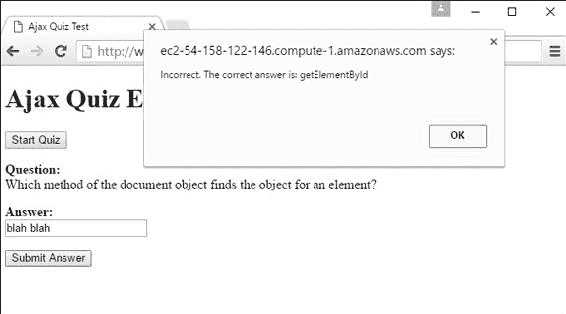 Ajax Quiz Test
http://w
ec2-54-158-122-146.compute-1.amazonaws.com says:
Incorrect. The correct answer is: getElementById
OK
Ajax Quiz E
Start Quiz
Question:
Which method of the document object finds the object for an element?
Answer:
blah blah
Submit Answer